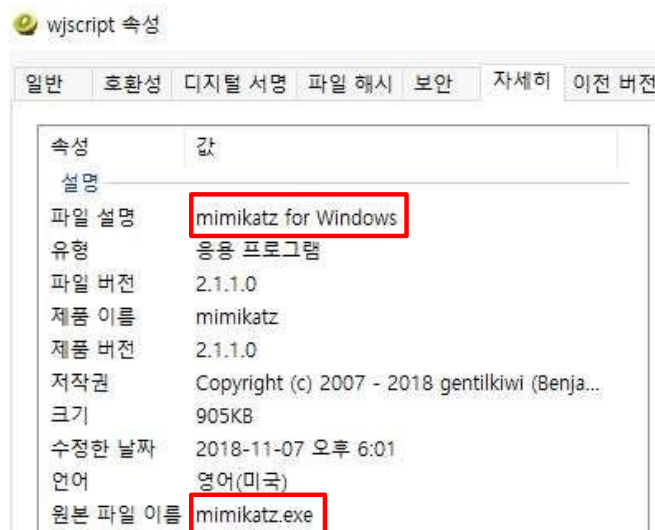 wjscript 속성
일반 호환성 디지털 서명 파일 해시 보안 자세히 이전 버전
속성 값
설명
파일 설명 mimikatz for Windows
유형 응용 프로그램
파일 버전 2.1.1.0
제품 이름 mimikatz
제품 버전 2.1.1.0
저작권 Copyright (c) 2007 - 2018 gentilkiwi (Benja...
크기 905KB
수정한 날짜 2018-11-07 오후 6:01
언어 영어(미국)
원본 파일 이름 mimikatz.exe